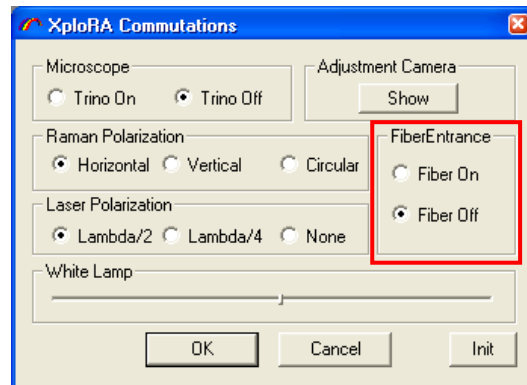 XploRA Commutations
Microscope
Trino On Trino Off
Adjustment Camera
Show
Raman Polarization
Horizontal Vertical Circular
FiberEntrance
Fiber On
Fiber Off
Laser Polarization
Lambda/2 Lambda/4 None
White Lamp
OK Cancel Init